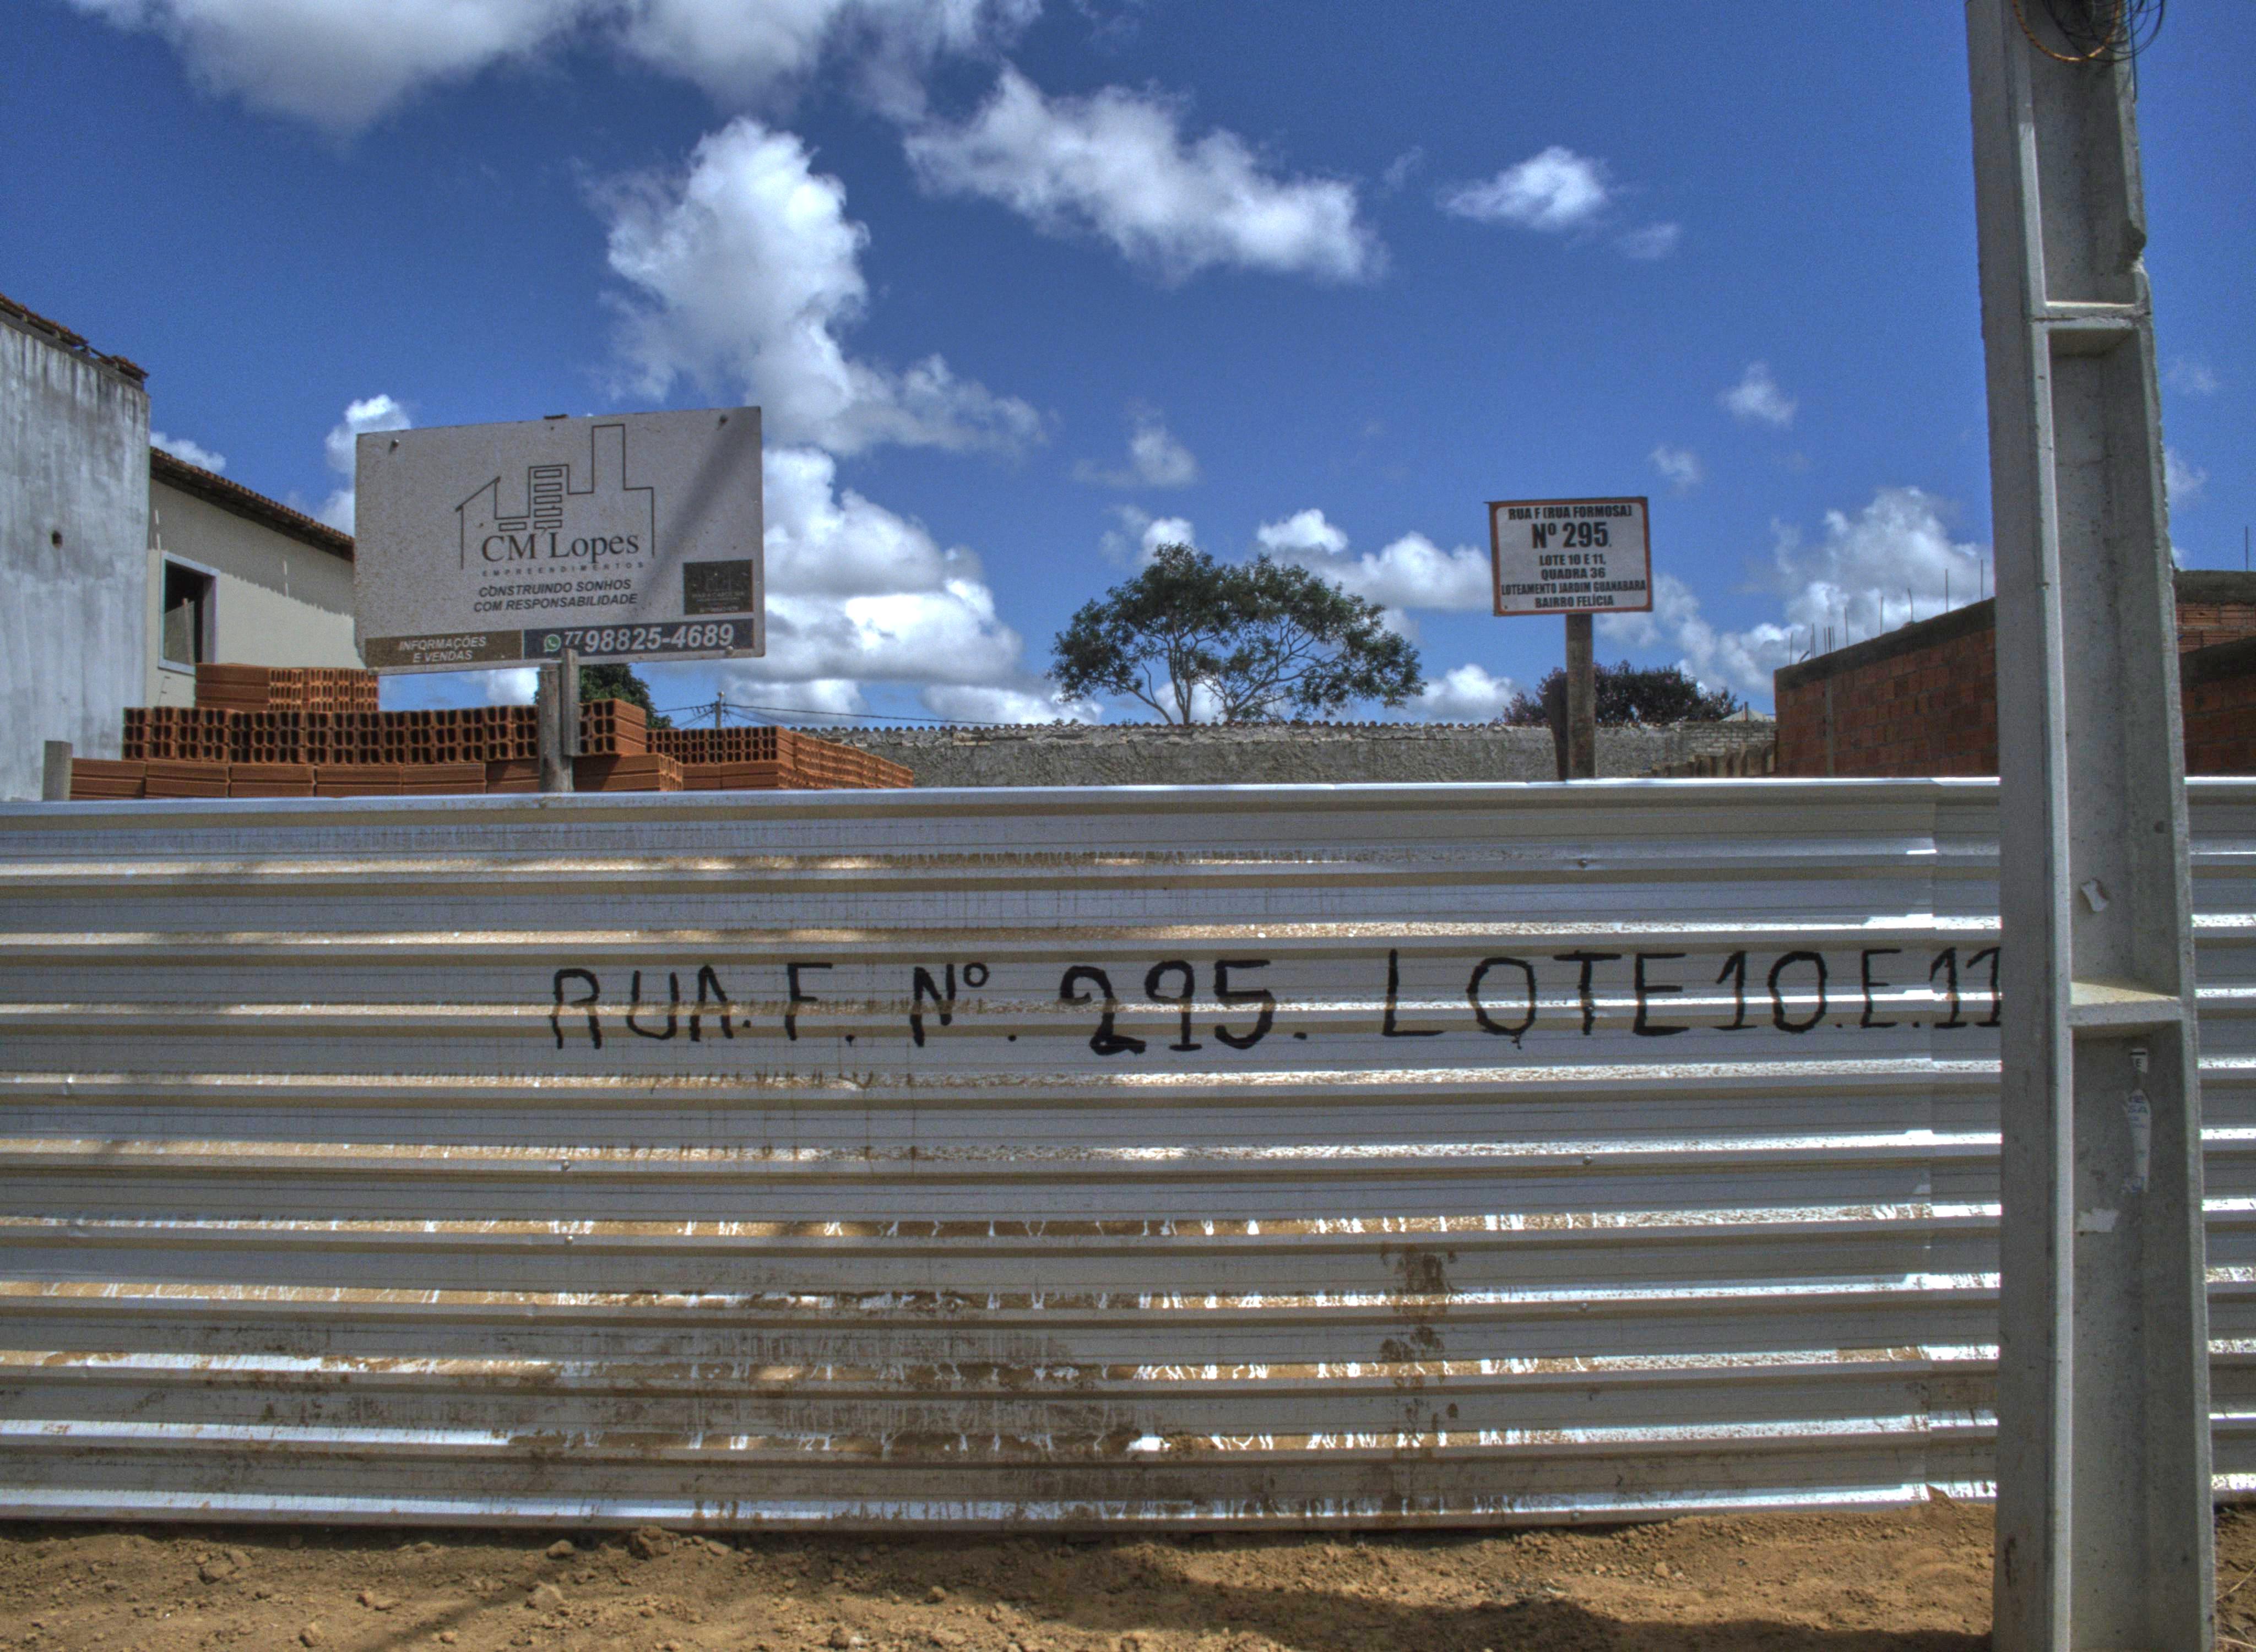 CM Lopes
EMPREENDIMENTOS
CONSTRUINDO SONHOS
COM RESPONSABILIDADE
INFORMAÇÕES
E VENDAS
77 98825-4689
RUA F (RUA FORMOSA)
Nº 295
LOTE 10 E 11,
QUADRA 36
LOTEAMENTO JARDIM GUANABARA
BAIRRO FELÍCIA
RUA. F. Nº. 295. LOTE 10.E.11